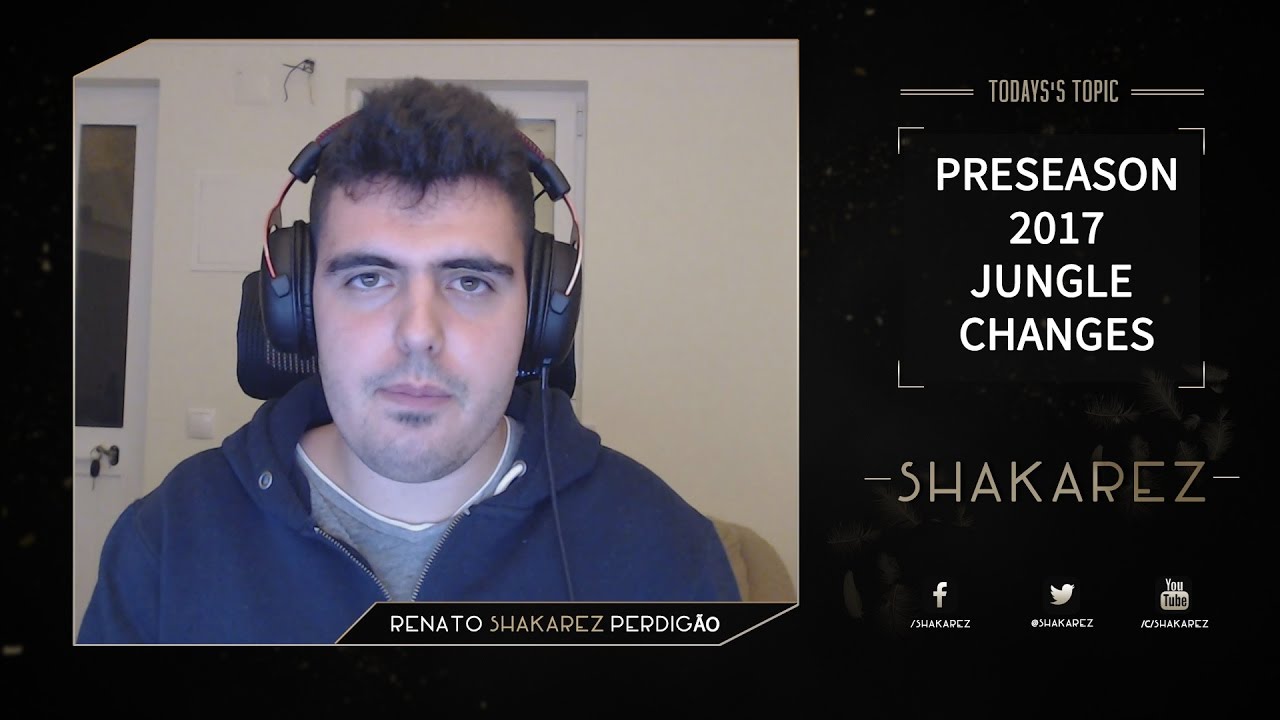 TODAYS'S TOPIC
PRESEASON
2017
JUNGLE
CHANGES
SHAKAREZ
/SHAKAREZ
@SHAKAREZ
You
Tube
/C/SHAKAREZ
RENATO SHAKAREZ PERDIGÃO